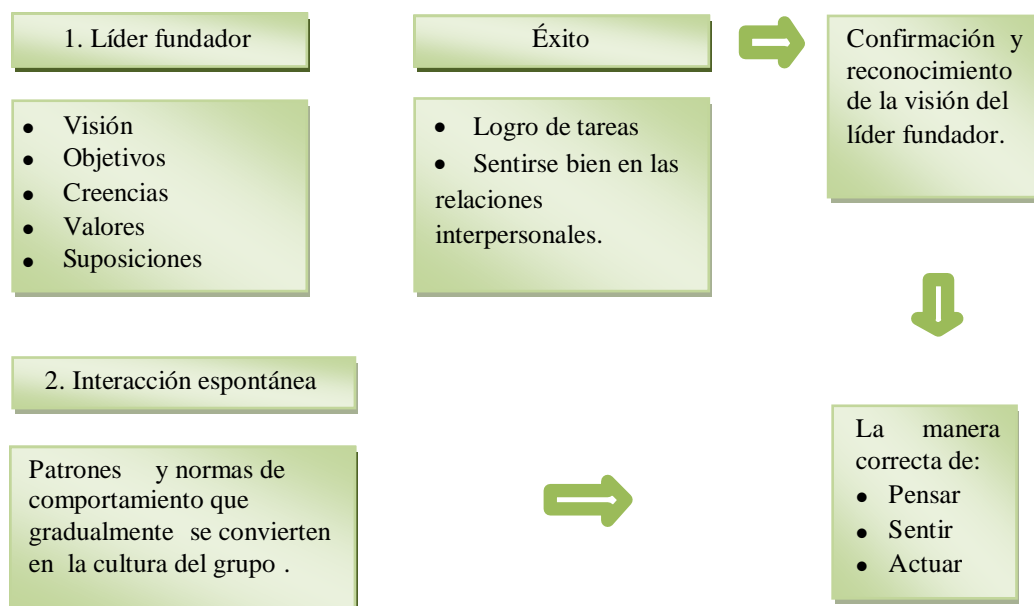 1. Líder fundador
● Visión
● Objetivos
● Creencias
● Valores
● Suposiciones
Éxito
● Logro de tareas
● Sentirse bien en las
relaciones
interpersonales.
Confirmación y
reconocimiento
de la visión del
líder fundador.
2. Interacción espontánea
Patrones y normas de
comportamiento que
gradualmente se convierten
en la cultura del grupo .
La manera
correcta de:
● Pensar
● Sentir
● Actuar